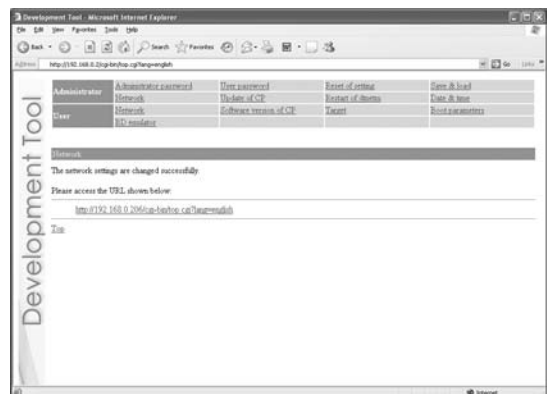 Development Tool - Microsoft Internet Explorer
File Edit View Favorites Tools Help
Back Search Favorites
Address http://192.168.0.2/cgi-bin/top.cgi?lang=english Go Links
Development Tool
Administrator Administrator password User password Reset of setting Save & load
Network Update of CP Restart of dtnetm Date & time
User Network Software version of CP Target Boot parameters
ED emulator
Network
The network settings are changed successfully.
Please access the URL shown below:
http://192.168.0.206/cgi-bin/top.cgi?lang=english
Top
Internet